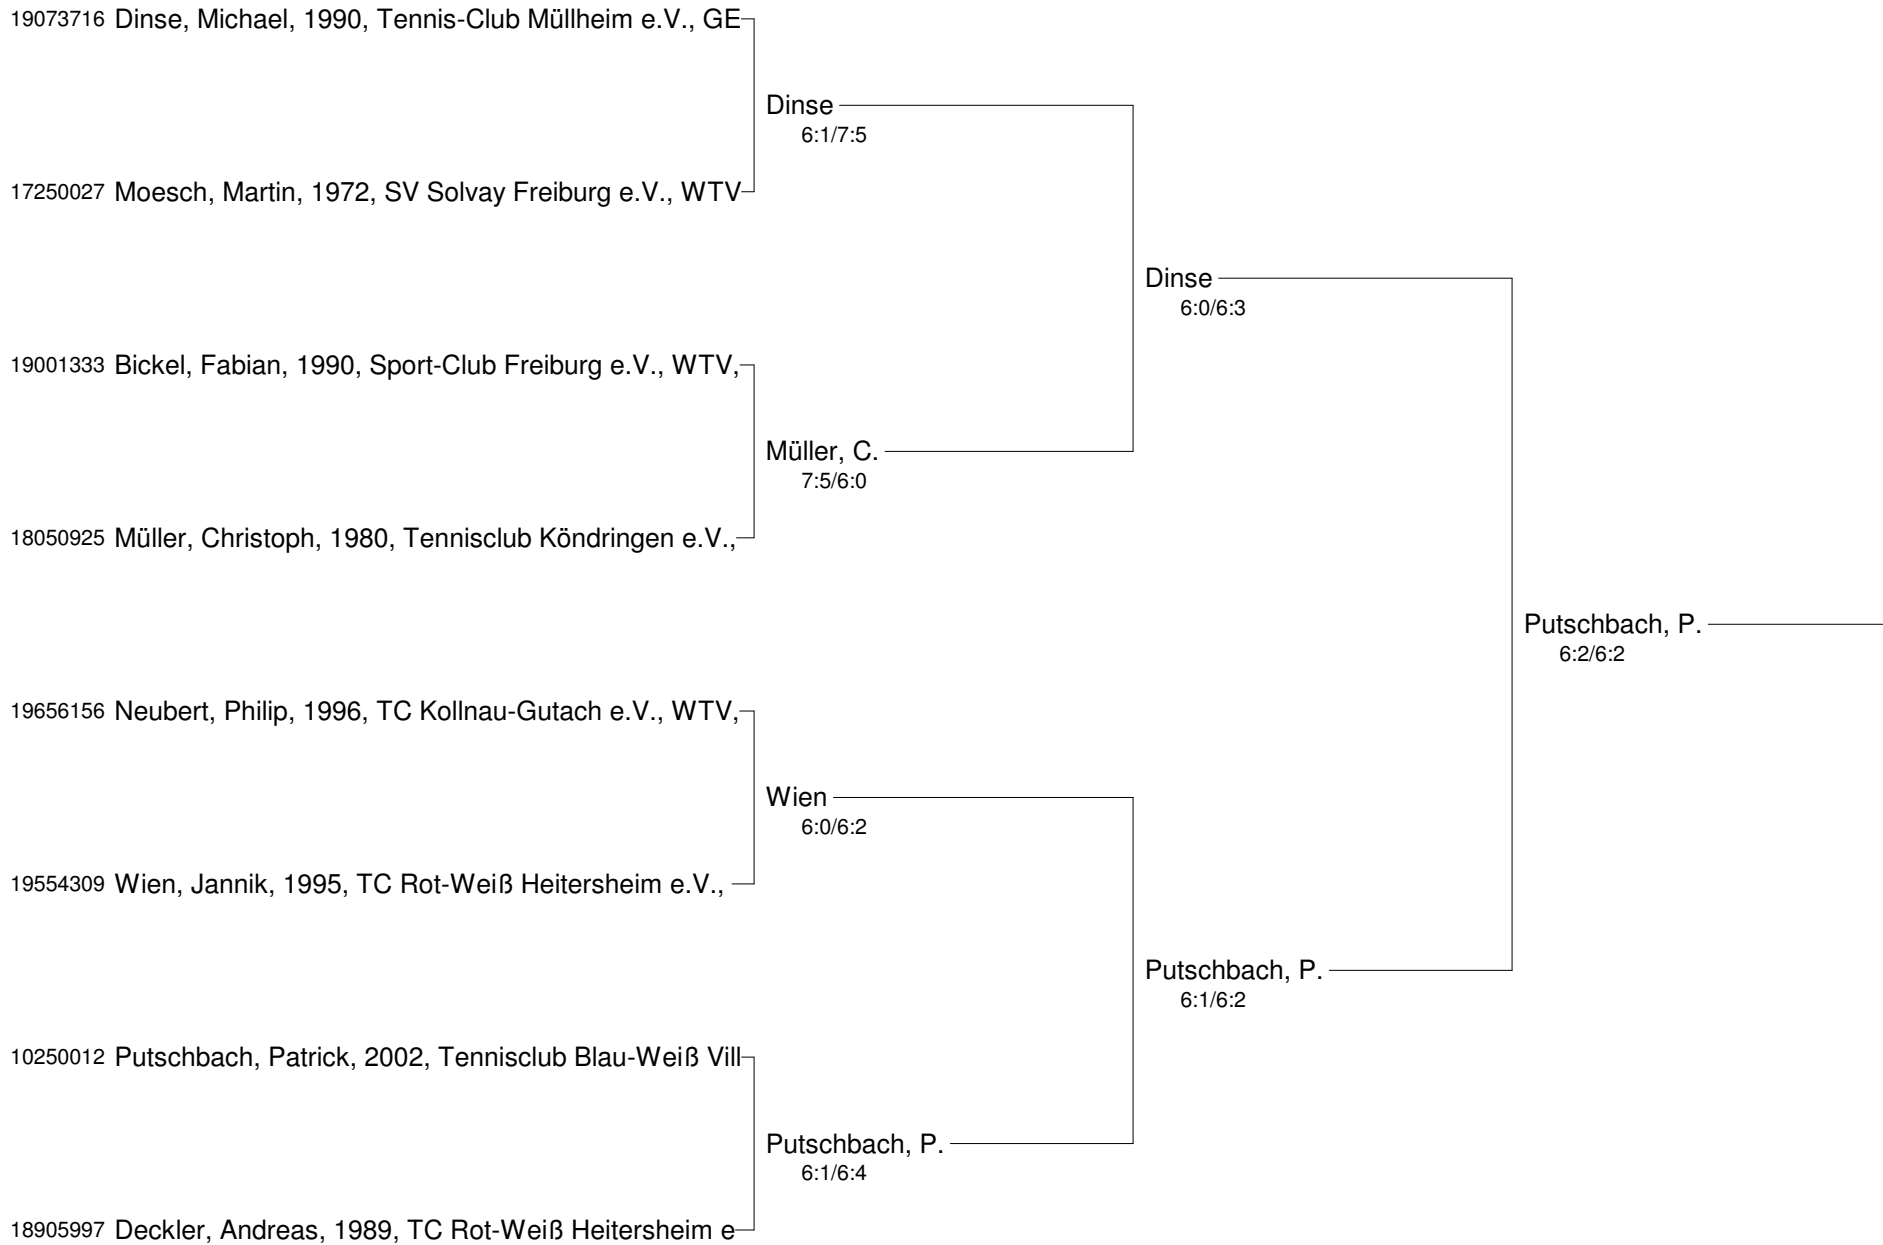 19073716 Dinse, Michael, 1990, Tennis-Club Müllheim e.V., GE
Dinse
6:1/7:5
17250027 Moesch, Martin, 1972, SV Solvay Freiburg e.V., WTV
Dinse
6:0/6:3
19001333 Bickel, Fabian, 1990, Sport-Club Freiburg e.V., WTV,
Müller, C.
7:5/6:0
18050925 Müller, Christoph, 1980, Tennisclub Köndringen e.V.,
Putschbach, P.
6:2/6:2
19656156 Neubert, Philip, 1996, TC Kollnau-Gutach e.V., WTV,
Wien
6:0/6:2
19554309 Wien, Jannik, 1995, TC Rot-Weiß Heitersheim e.V.,
Putschbach, P.
6:1/6:2
10250012 Putschbach, Patrick, 2002, Tennisclub Blau-Weiß Vill
Putschbach, P.
6:1/6:4
18905997 Deckler, Andreas, 1989, TC Rot-Weiß Heitersheim e